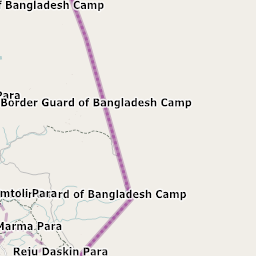 of Bangladesh Camp
Para
Border Guard of Bangladesh Camp
mtoli Para
rd of Bangladesh Camp
Marma Para
Reju Daskin Para